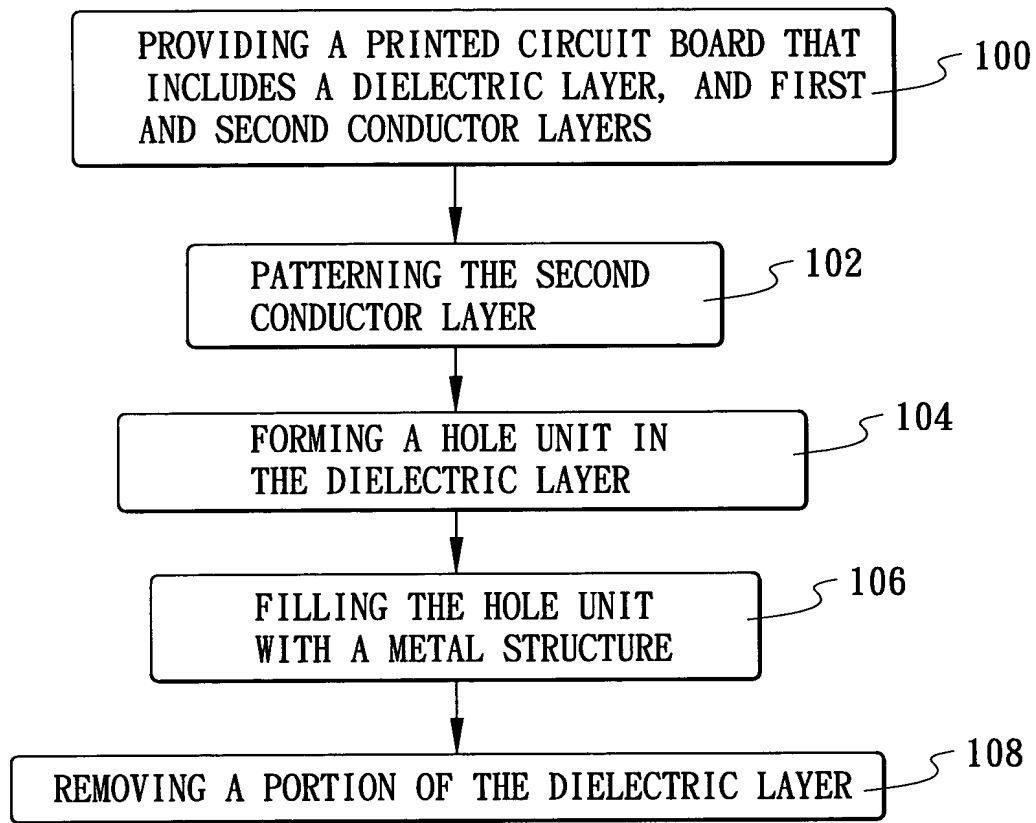 PROVIDING A PRINTED CIRCUIT BOARD THAT
INCLUDES A DIELECTRIC LAYER, AND FIRST
AND SECOND CONDUCTOR LAYERS
100
PATTERNING THE SECOND
CONDUCTOR LAYER
102
FORMING A HOLE UNIT IN
THE DIELECTRIC LAYER
104
FILLING THE HOLE UNIT
WITH A METAL STRUCTURE
106
REMOVING A PORTION OF THE DIELECTRIC LAYER
108